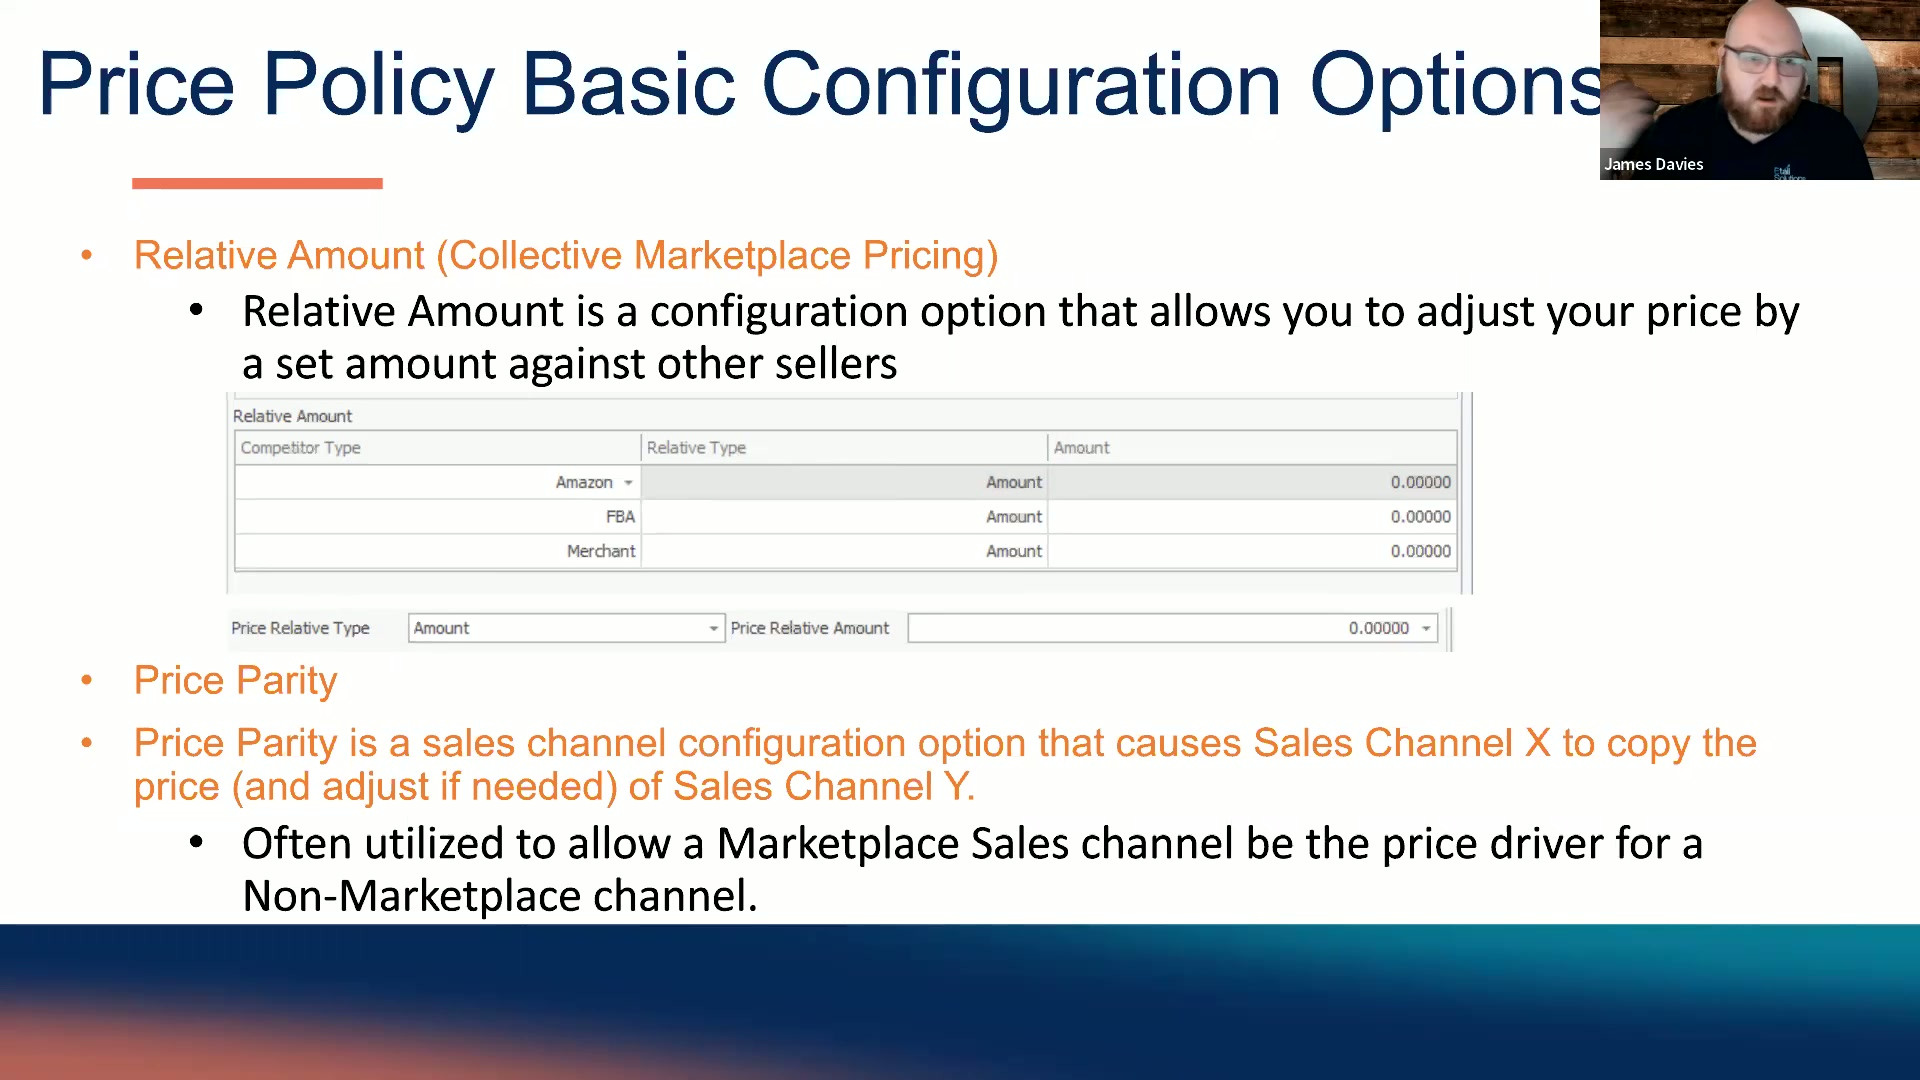 Price Policy Basic Configuration Options
James Davies
Etail
Solutions
• Relative Amount (Collective Marketplace Pricing)
• Relative Amount is a configuration option that allows you to adjust your price by
a set amount against other sellers
Relative Amount
Competitor Type Relative Type Amount
Amazon Amount 0.00000
FBA Amount 0.00000
Merchant Amount 0.00000
Price Relative Type Amount Price Relative Amount 0.00000
• Price Parity
• Price Parity is a sales channel configuration option that causes Sales Channel X to copy the
price (and adjust if needed) of Sales Channel Y.
• Often utilized to allow a Marketplace Sales channel be the price driver for a
Non-Marketplace channel.